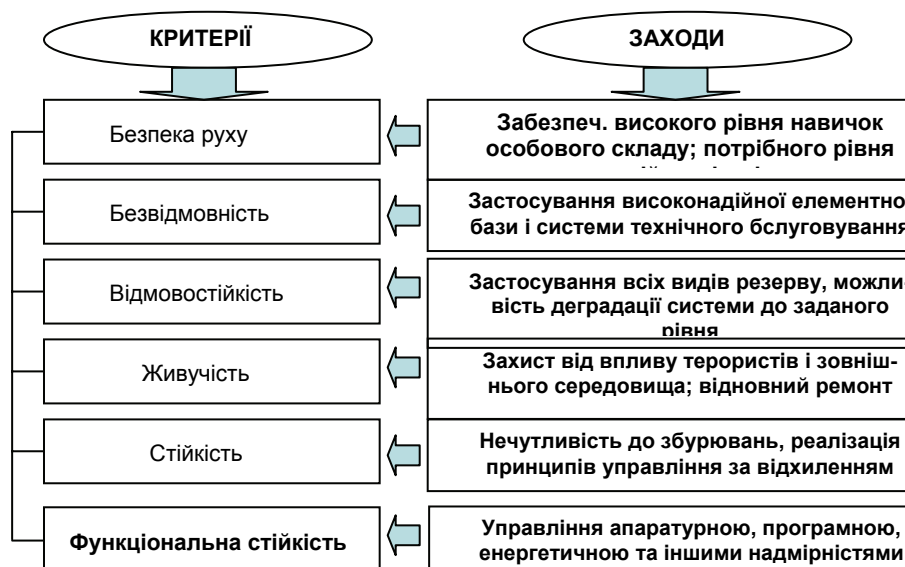 КРИТЕРІЇ
ЗАХОДИ
Безпека руху
Забезпеч. високого рівня навичок
особового складу; потрібного рівня
Безвідмовність
Застосування високонадійної елементно
бази і системи технічного бслуговування
Відмовостійкість
Застосування всіх видів резерву, можли-
вість деградації системи до заданого
рівня
Живучість
Захист від впливу терористів і зовніш-
нього середовища; відновний ремонт
Стійкість
Нечутливість до збурювань, реалізація
принципів управління за відхиленням
Функціональна стійкість
Управління апаратурною, програмною,
енергетичною та іншими надмірністями